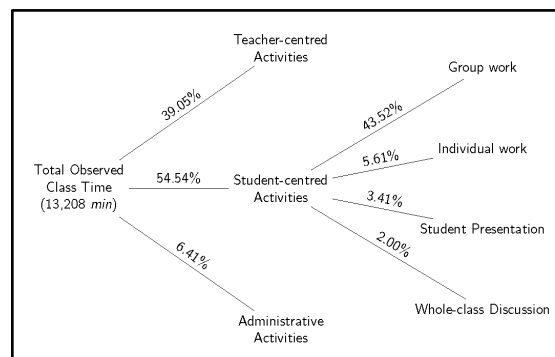 Teacher-centred
Activities
Group work
39.05%
43.52%
Individual work
5.61%
Total Observed
Class Time
(13,208 min)
54.54%
Student-centred
Activities
3.41%
Student Presentation
2.00%
6.41%
Whole-class Discussion
Administrative
Activities